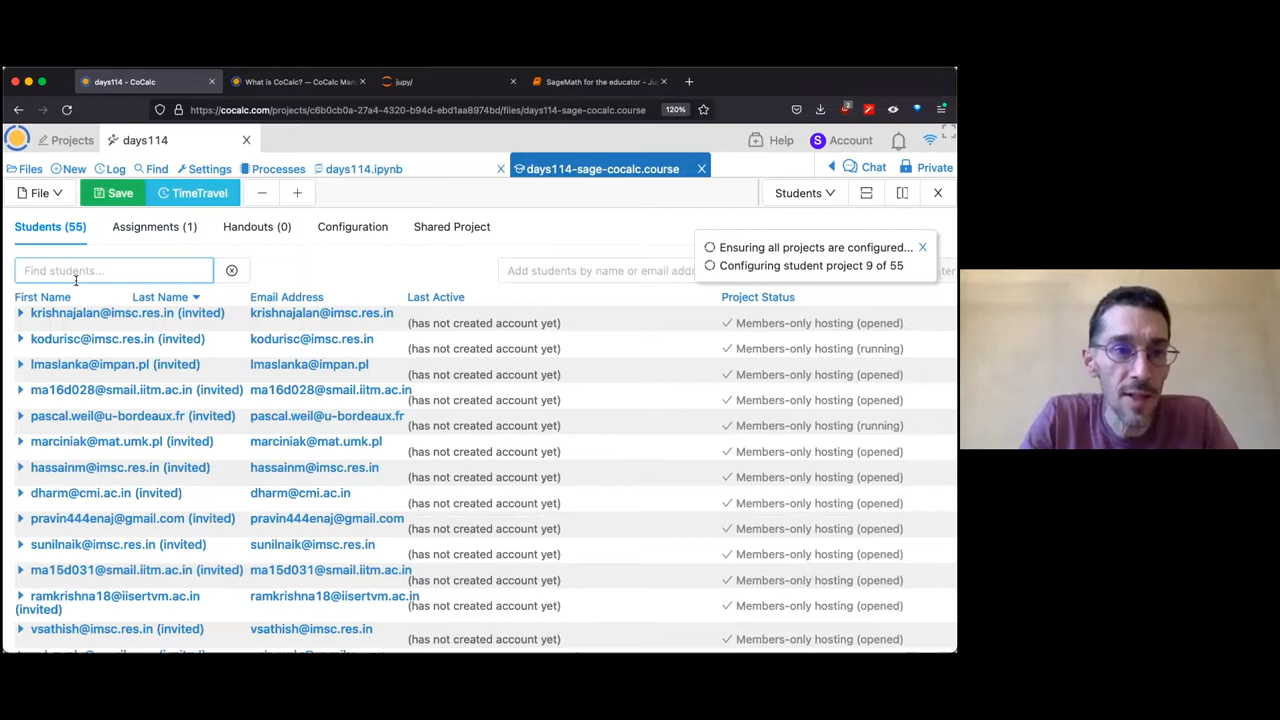 days114 - CoCalc
What is CoCalc? — CoCalc Man
jupy/
SageMath for the educator - Ju
https://cocalc.com/projects/c6b0cb0a-27a4-4320-b94d-ebd1aa8974bd/files/days114-sage-cocalc.course
120%
2
Projects
days114
Help
S
Account
Files
New
Log
Find
Settings
Processes
days114.ipynb
days114-sage-cocalc.course
Chat
Private
File
Save
TimeTravel
Students
Students (55)
Assignments (1)
Handouts (0)
Configuration
Shared Project
Ensuring all projects are configured...
Configuring student project 9 of 55
Find students...
Add students by name or email addr
First Name
Last Name
Email Address
Last Active
Project Status
krishnajalan@imsc.res.in (invited)
krishnajalan@imsc.res.in
(has not created account yet)
Members-only hosting (opened)
kodurisc@imsc.res.in (invited)
kodurisc@imsc.res.in
(has not created account yet)
Members-only hosting (running)
lmaslanka@impan.pl (invited)
lmaslanka@impan.pl
(has not created account yet)
Members-only hosting (opened)
ma16d028@smail.iitm.ac.in (invited)
ma16d028@smail.iitm.ac.in
(has not created account yet)
Members-only hosting (opened)
pascal.weil@u-bordeaux.fr (invited)
pascal.weil@u-bordeaux.fr
(has not created account yet)
Members-only hosting (running)
marciniak@mat.umk.pl (invited)
marciniak@mat.umk.pl
(has not created account yet)
Members-only hosting (opened)
hassainm@imsc.res.in (invited)
hassainm@imsc.res.in
(has not created account yet)
Members-only hosting (opened)
dharm@cmi.ac.in (invited)
dharm@cmi.ac.in
(has not created account yet)
Members-only hosting (opened)
pravin444enaj@gmail.com (invited)
pravin444enaj@gmail.com
(has not created account yet)
Members-only hosting (opened)
sunilnaik@imsc.res.in (invited)
sunilnaik@imsc.res.in
(has not created account yet)
Members-only hosting (opened)
ma15d031@smail.iitm.ac.in (invited)
ma15d031@smail.iitm.ac.in
(has not created account yet)
Members-only hosting (opened)
ramkrishna18@iisertvm.ac.in
(invited)
ramkrishna18@iisertvm.ac.in
(has not created account yet)
Members-only hosting (opened)
vsathish@imsc.res.in (invited)
vsathish@imsc.res.in
(has not created account yet)
Members-only hosting (opened)